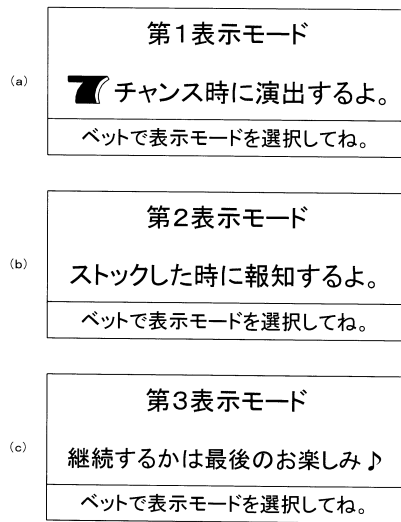 第1表示モード
(a)
7チャンス時に演出するよ。
ベットで表示モードを選択してね。
第2表示モード
(b)
ストックした時に報知するよ。
ベットで表示モードを選択してね。
第3表示モード
(c)
継続するかは最後のお楽しみ♪
ベットで表示モードを選択してね。